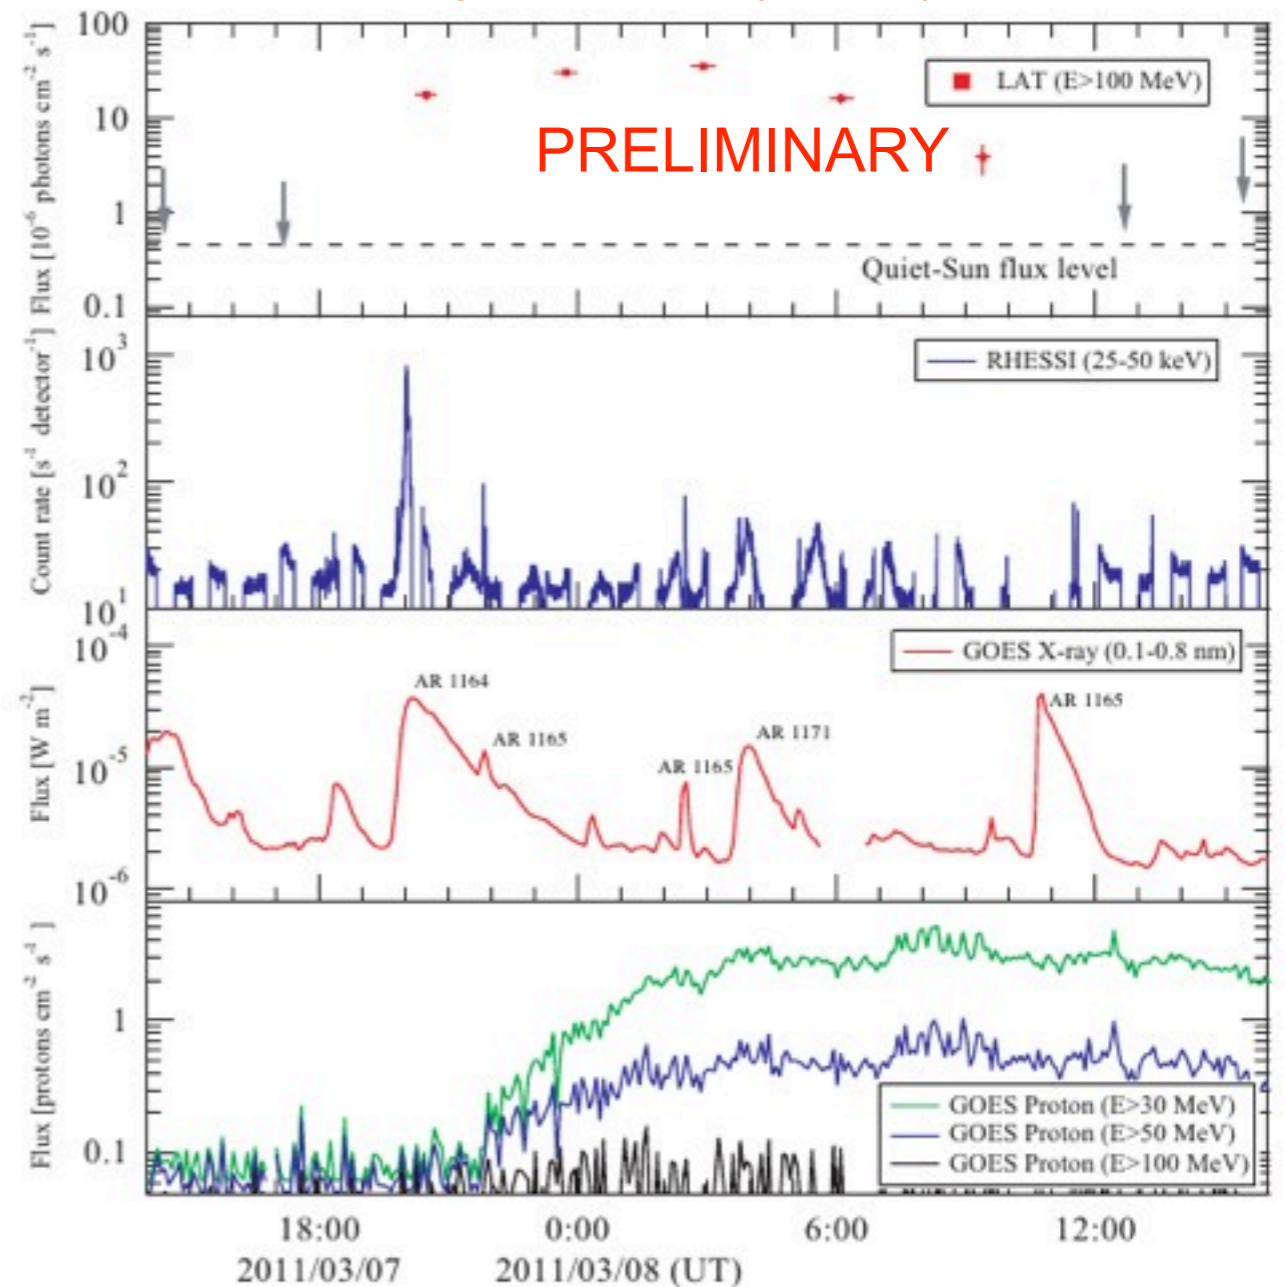 100
10
1
0.1
Flux [10⁻⁶ photons cm⁻² s⁻¹]
LAT (E>100 MeV)
PRELIMINARY
Quiet-Sun flux level
10³
10²
10¹
Count rate [s⁻¹ detector⁻¹]
RHESSI (25-50 keV)
10⁻⁴
10⁻⁵
10⁻⁶
Flux [W m⁻²]
GOES X-ray (0.1-0.8 nm)
AR 1164
AR 1165
AR 1165
AR 1171
AR 1165
1
0.1
Flux [protons cm⁻² s⁻¹ ]
GOES Proton (E>30 MeV)
GOES Proton (E>50 MeV)
GOES Proton (E>100 MeV)
18:00 0:00 6:00 12:00
2011/03/07 2011/03/08 (UT)